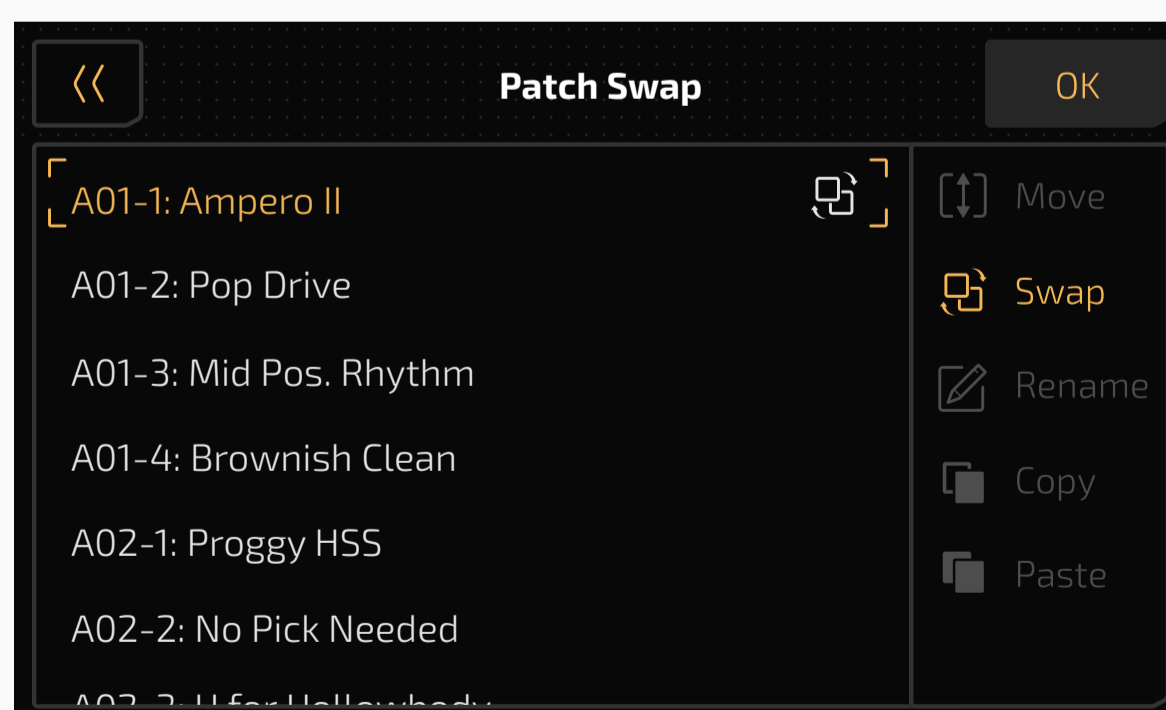 Patch Swap
OK
A01-1: Ampero II
A01-2: Pop Drive
A01-3: Mid Pos. Rhythm
A01-4: Brownish Clean
A02-1: Proggy HSS
A02-2: No Pick Needed
Move
Swap
Rename
Copy
Paste